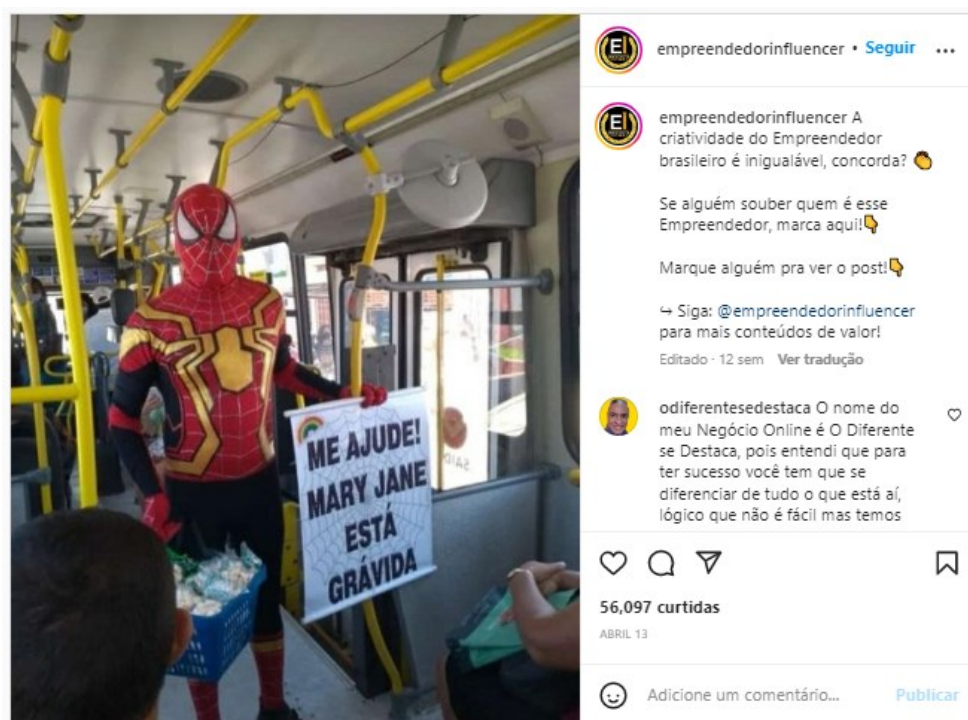 ME AJUDE!
MARY JANE
ESTÁ
GRÁVIDA
EI
empreendedorinfluencer • Seguir ...
EI
empreendedorinfluencer A
criatividade do Empreendedor
brasileiro é inigualável, concorda? 👏
Se alguém souber quem é esse
Empreendedor, marca aqui!👇
Marque alguém pra ver o post!👇
↪ Siga: @empreendedorinfluencer
para mais conteúdos de valor!
Editado · 12 sem Ver tradução
odiferentesedestaca O nome do
meu Negócio Online é O Diferente
se Destaca, pois entendi que para
ter sucesso você tem que se
diferenciar de tudo o que está aí,
lógico que não é fácil mas temos
56,097 curtidas
ABRIL 13
Adicione um comentário... Publicar